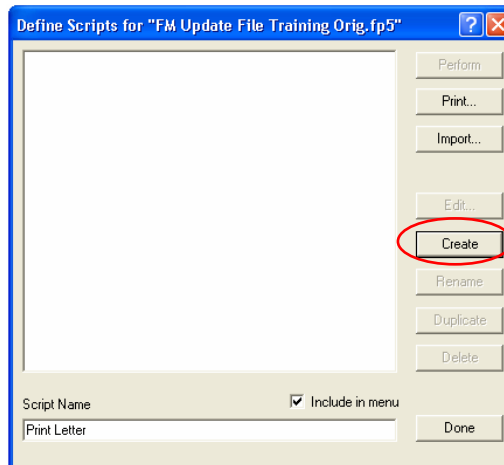 Define Scripts for "FM Update File Training Orig.fp5"
Perform
Print...
Import...
Edit...
Create
Rename
Duplicate
Delete
Script Name
Include in menu
Print Letter
Done